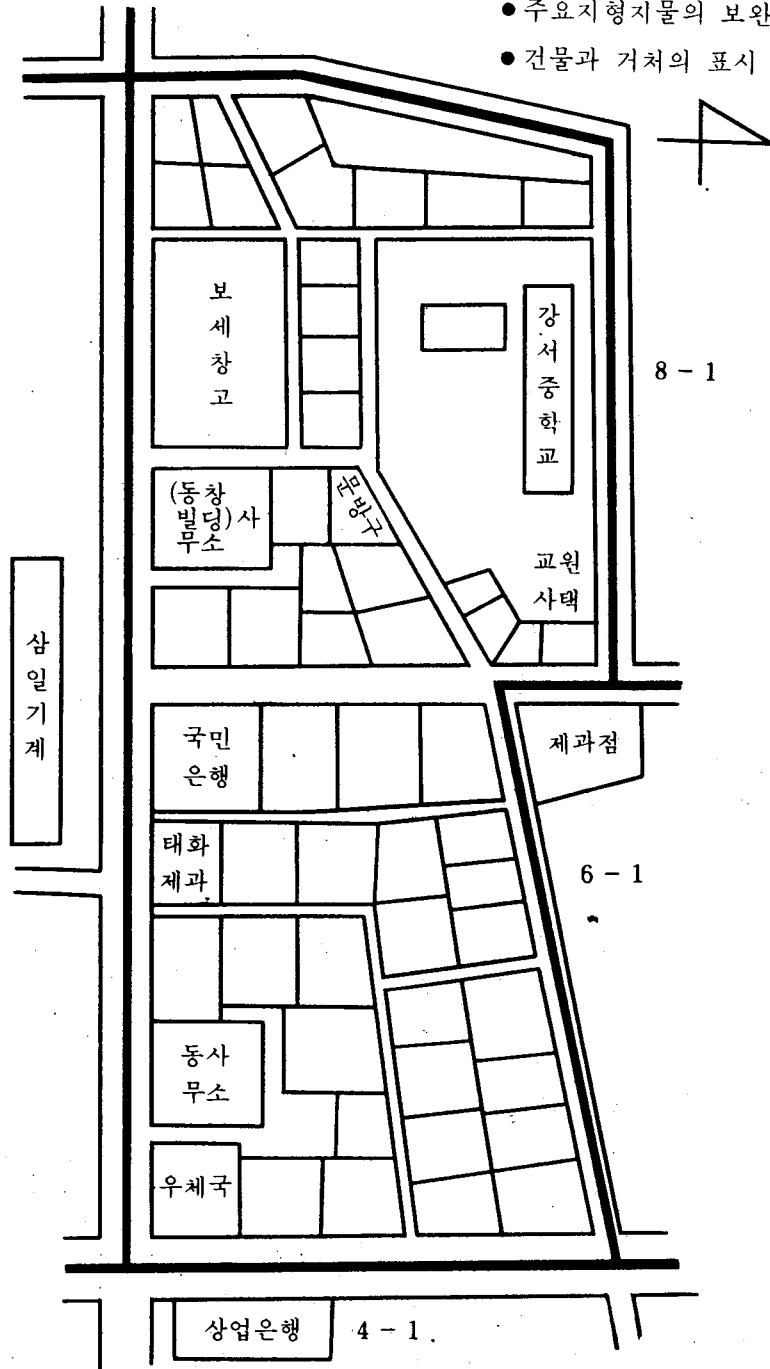 ● 주요지형지물의 보완
● 건물과 거처의 표시
보
세
창
고
강
서
중
학
교
8 - 1
(동창
빌딩)사
무소
문방구
교원
사택
삼
일
기
계
국민
은행
제과점
태화
제과
6 - 1
동사
무소
우체국
상업은행
4 - 1